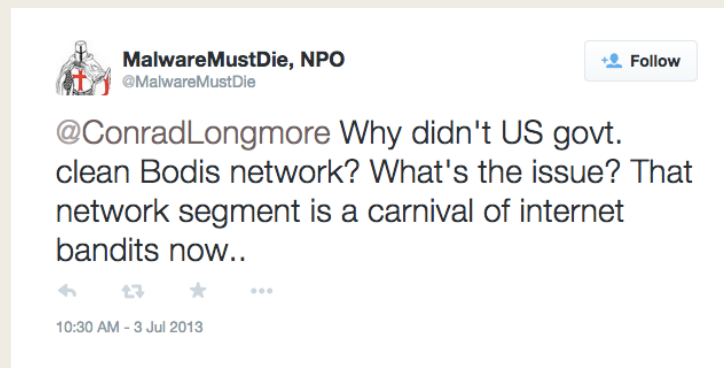 MalwareMustDie, NPO
@MalwareMustDie
Follow
@ConradLongmore Why didn't US govt.
clean Bodis network? What's the issue? That
network segment is a carnival of internet
bandits now..
10:30 AM - 3 Jul 2013